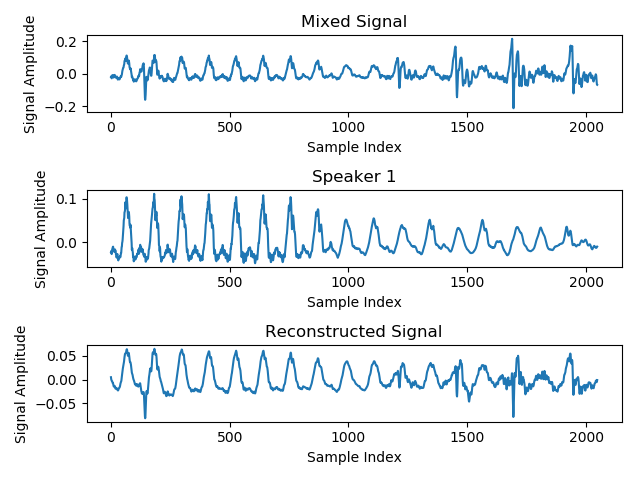 Mixed Signal
Signal Amplitude
0.2
0.0
−0.2
0 500 1000 1500 2000
Sample Index
Speaker 1
Signal Amplitude
0.1
0.0
0 500 1000 1500 2000
Sample Index
Reconstructed Signal
Signal Amplitude
0.05
0.00
−0.05
0 500 1000 1500 2000
Sample Index